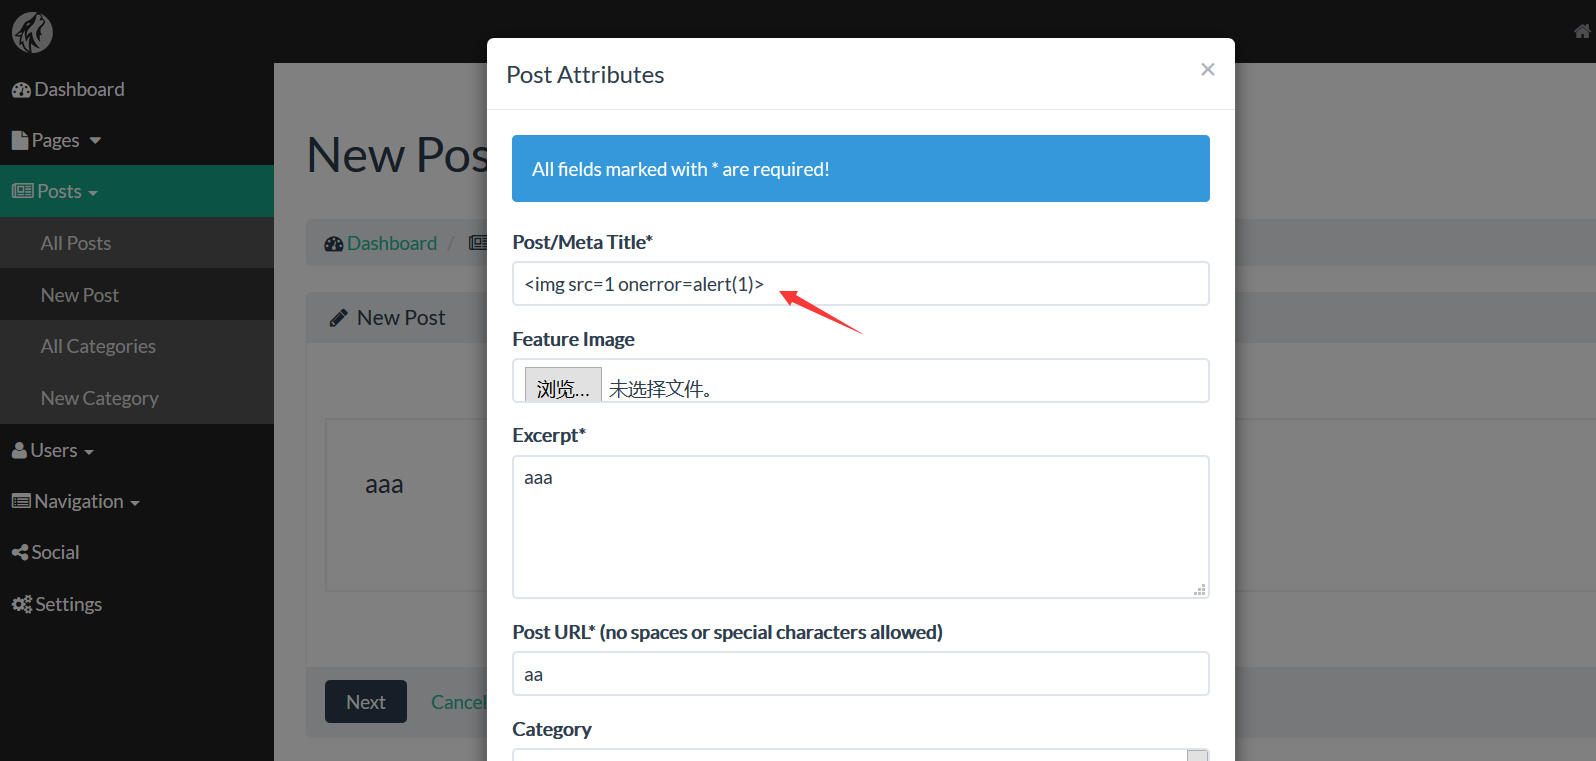 Dashboard
Pages
Posts
All Posts
New Post
All Categories
New Category
Users
Navigation
Social
Settings
New Pos
Dashboard /
New Post
aaa
Next
Cancel
Post Attributes
×
All fields marked with * are required!
Post/Meta Title*
<img src=1 onerror=alert(1)>
Feature Image
浏览... 未选择文件。
Excerpt*
aaa
Post URL* (no spaces or special characters allowed)
aa
Category